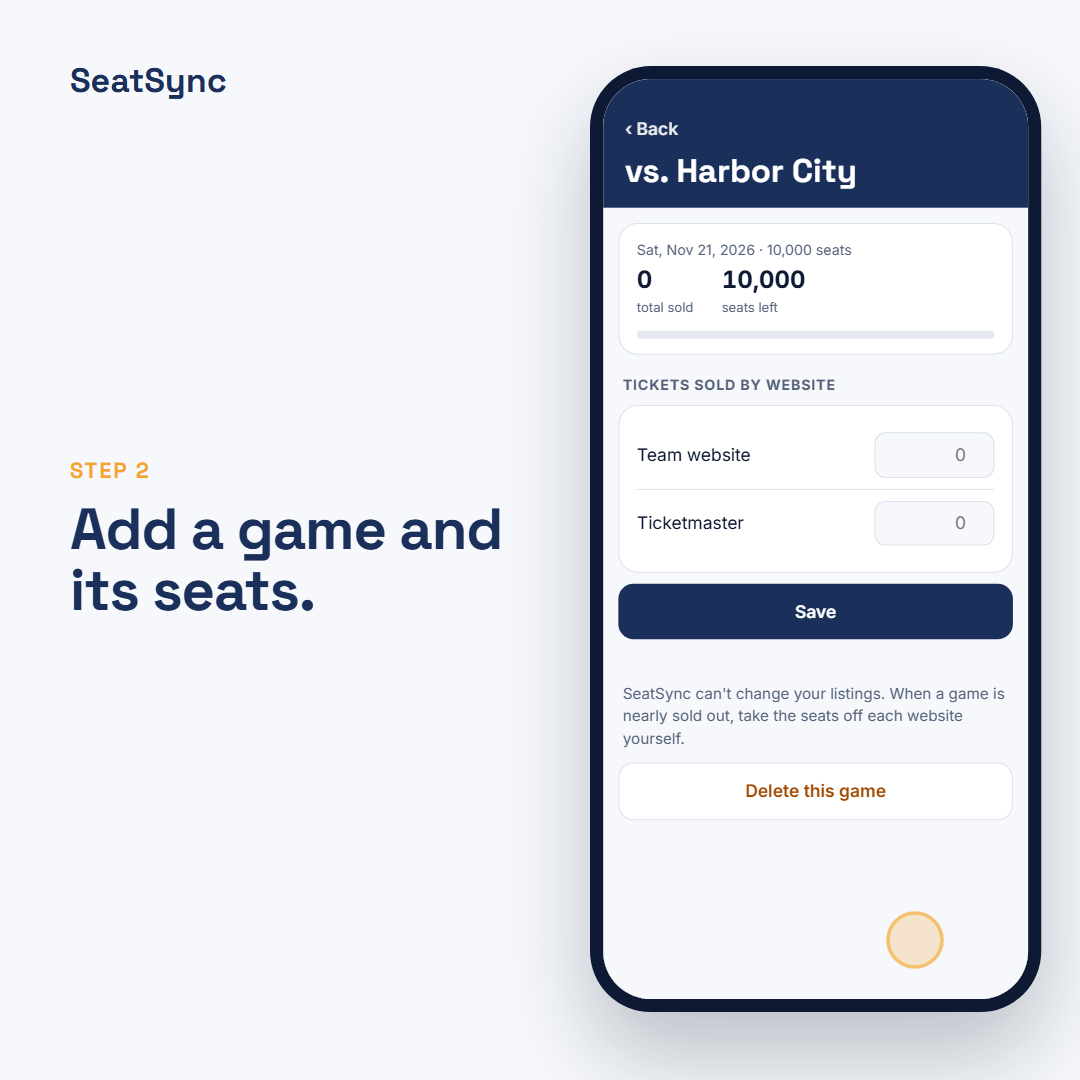 SeatSync
STEP 2
Add a game and
its seats.
‹ Back
vs. Harbor City
Sat, Nov 21, 2026 · 10,000 seats
0 10,000
total sold seats left
TICKETS SOLD BY WEBSITE
Team website 0
Ticketmaster 0
Save
SeatSync can't change your listings. When a game is
nearly sold out, take the seats off each website
yourself.
Delete this game